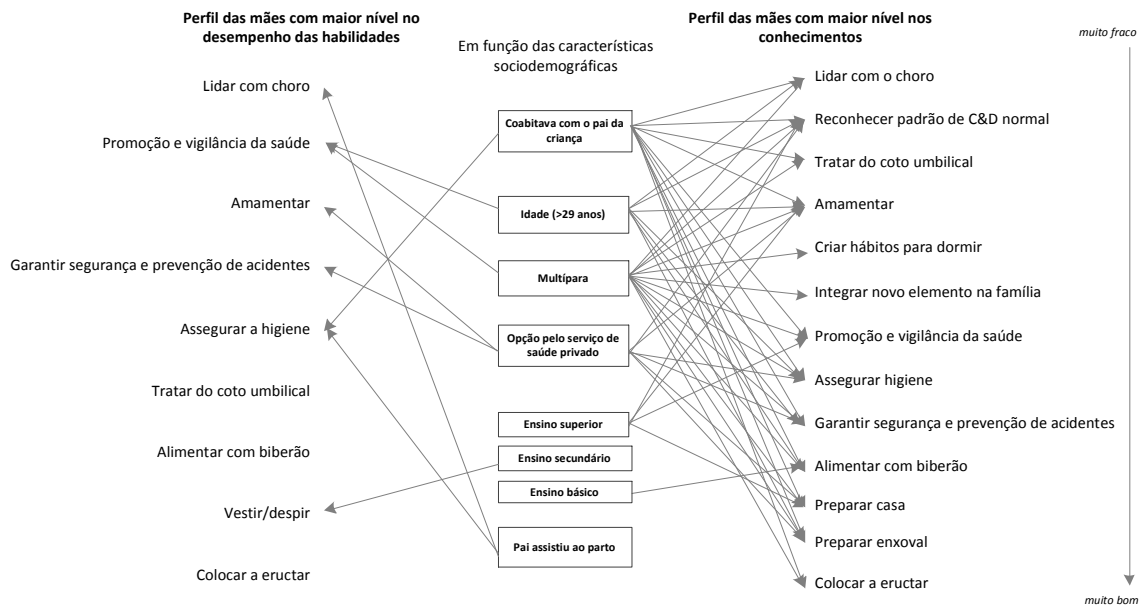 Perfil das mães com maior nível no
desempenho das habilidades
Lidar com choro
Promoção e vigilância da saúde
Amamentar
Garantir segurança e prevenção de acidentes
Assegurar a higiene
Tratar do coto umbilical
Alimentar com biberão
Vestir/despir
Colocar a eructar
Em função das características
sociodemográficas
Coabitava com o pai da
criança
Idade (>29 anos)
Multípara
Opção pelo serviço de
saúde privado
Ensino superior
Ensino secundário
Ensino básico
Pai assistiu ao parto
Perfil das mães com maior nível nos
conhecimentos
Lidar com o choro
Reconhecer padrão de C&D normal
Tratar do coto umbilical
Amamentar
Criar hábitos para dormir
Integrar novo elemento na família
Promoção e vigilância da saúde
Assegurar higiene
Garantir segurança e prevenção de acidentes
Alimentar com biberão
Preparar casa
Preparar enxoval
Colocar a eructar
muito fraco
muito bom